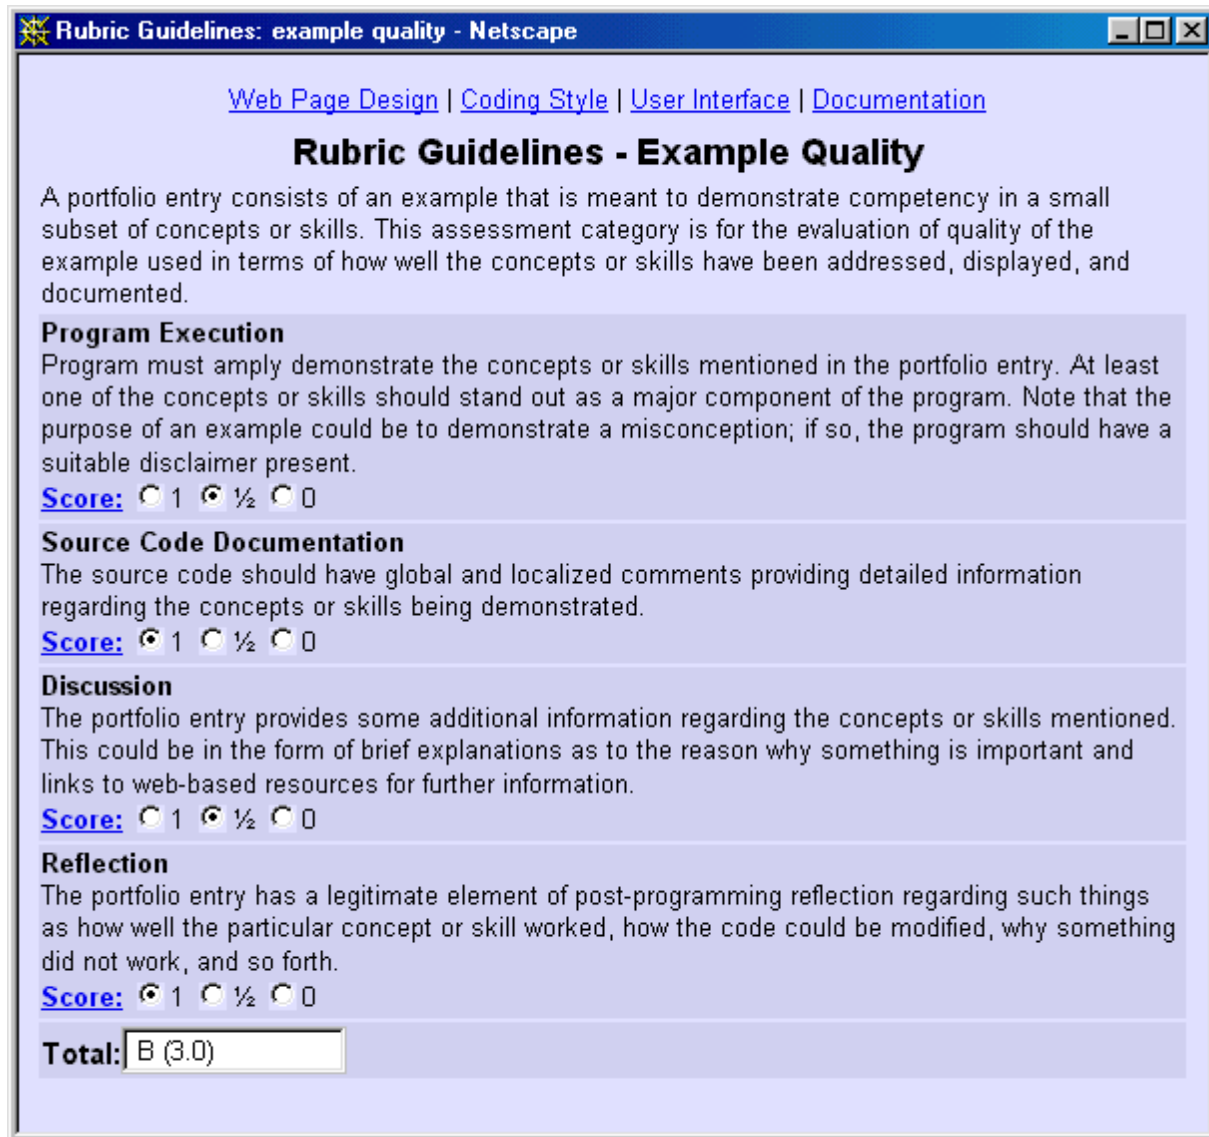 Rubric Guidelines: example quality - Netscape
Web Page Design | Coding Style | User Interface | Documentation
Rubric Guidelines - Example Quality
A portfolio entry consists of an example that is meant to demonstrate competency in a small
subset of concepts or skills. This assessment category is for the evaluation of quality of the
example used in terms of how well the concepts or skills have been addressed, displayed, and
documented.
Program Execution
Program must amply demonstrate the concepts or skills mentioned in the portfolio entry. At least
one of the concepts or skills should stand out as a major component of the program. Note that the
purpose of an example could be to demonstrate a misconception; if so, the program should have a
suitable disclaimer present.
Score: 1 ½ 0
Source Code Documentation
The source code should have global and localized comments providing detailed information
regarding the concepts or skills being demonstrated.
Score: 1 ½ 0
Discussion
The portfolio entry provides some additional information regarding the concepts or skills mentioned.
This could be in the form of brief explanations as to the reason why something is important and
links to web-based resources for further information.
Score: 1 ½ 0
Reflection
The portfolio entry has a legitimate element of post-programming reflection regarding such things
as how well the particular concept or skill worked, how the code could be modified, why something
did not work, and so forth.
Score: 1 ½ 0
Total: B (3.0)